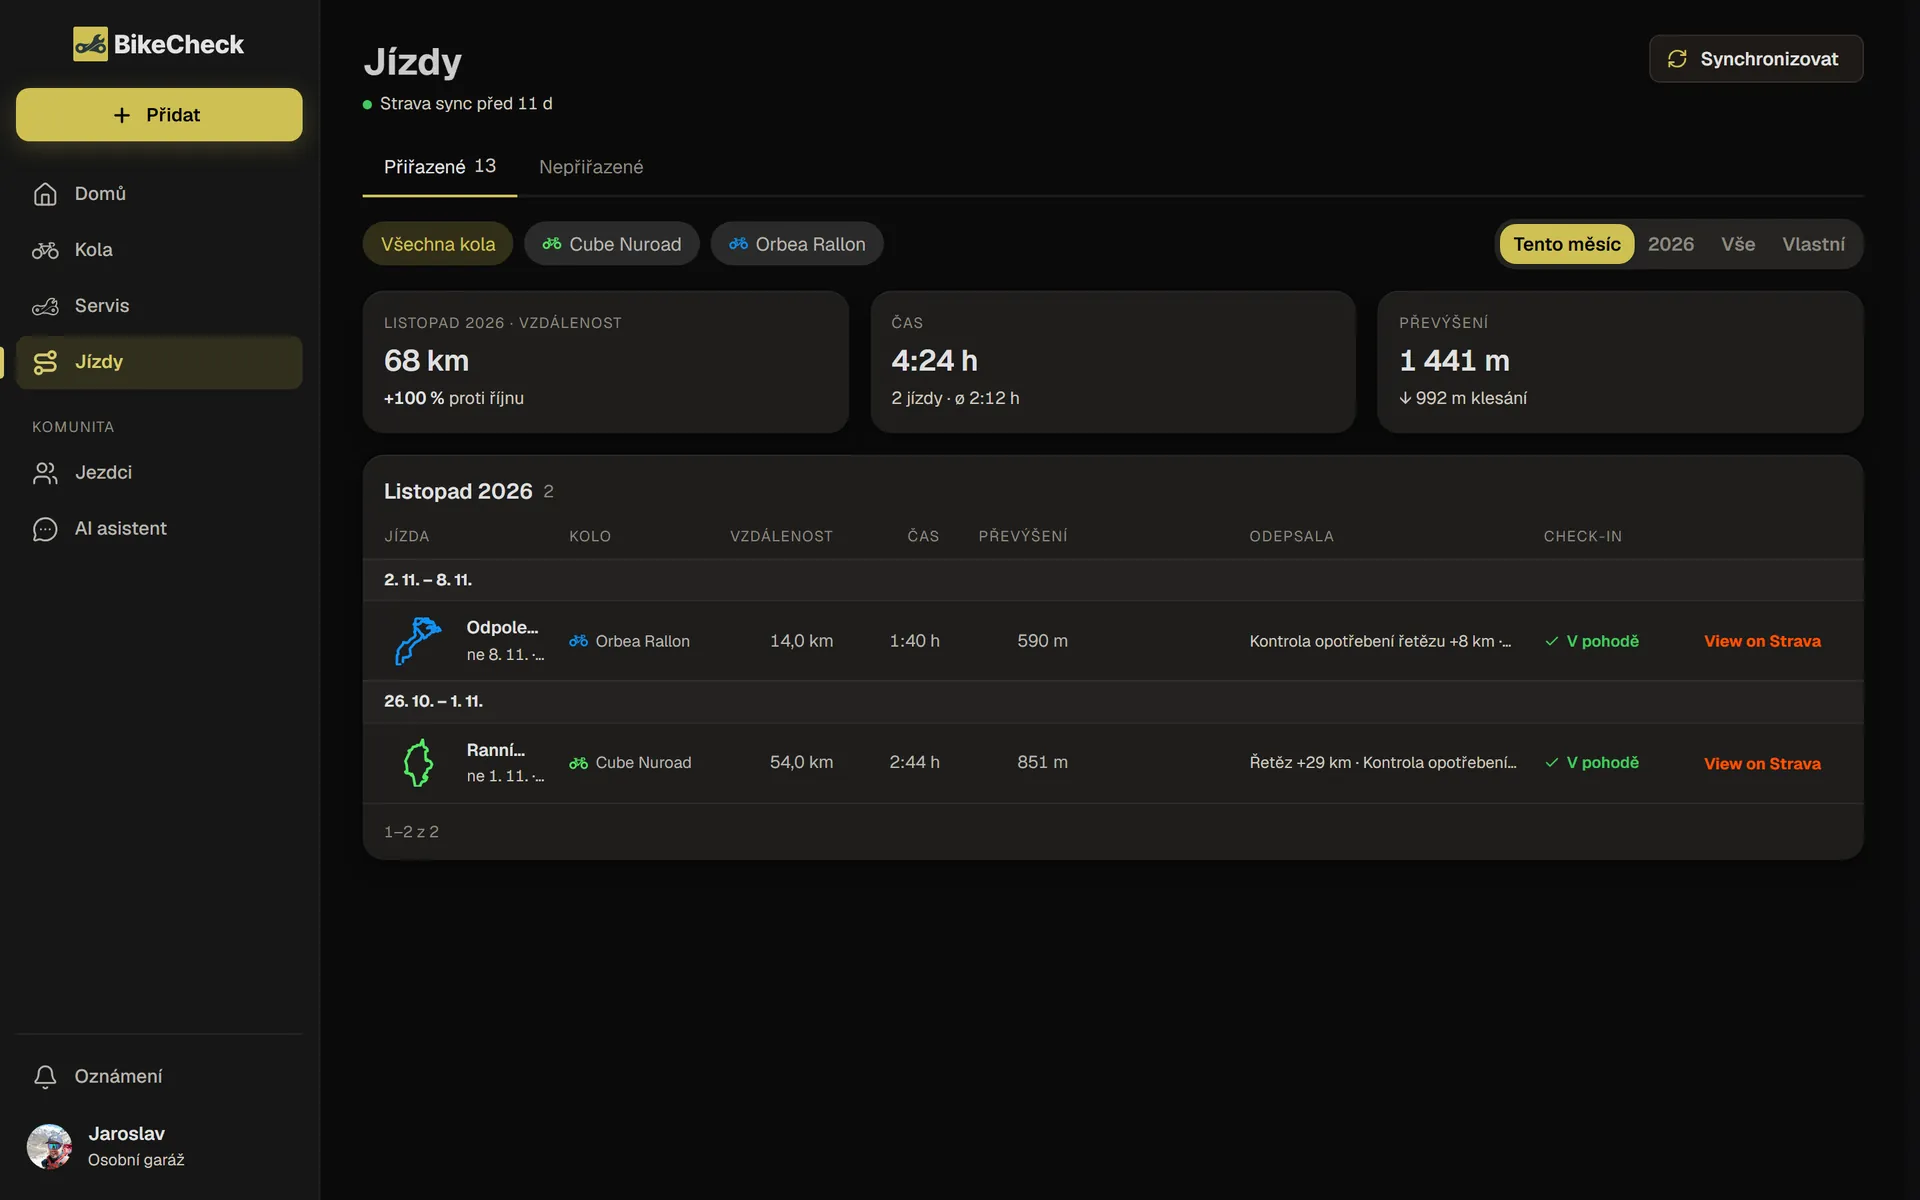 BikeCheck
Přidat
Domů
Kola
Servis
Jízdy
KOMUNITA
Jezdci
AI asistent
Oznámení
Jaroslav
Osobní garáž
Jízdy
Strava sync před 11 d
Synchronizovat
Přiřazené 13
Nepřiřazené
Všechna kola
Cube Nuroad
Orbea Rallon
Tento měsíc
2026
Vše
Vlastní
LISTOPAD 2026 · VZDÁLENOST
68 km
+100 % proti říjnu
ČAS
4:24 h
2 jízdy · ø 2:12 h
PŘEVÝŠENÍ
1 441 m
↓ 992 m klesání
Listopad 2026 2
JÍZDA KOLO VZDÁLENOST ČAS PŘEVÝŠENÍ ODEPSALA CHECK-IN
2. 11. – 8. 11.
Odpole…
ne 8. 11. ·…
Orbea Rallon 14,0 km 1:40 h 590 m Kontrola opotřebení řetězu +8 km ·… V pohodě View on Strava
26. 10. – 1. 11.
Ranní…
ne 1. 11. ·…
Cube Nuroad 54,0 km 2:44 h 851 m Řetěz +29 km · Kontrola opotřebení… V pohodě View on Strava
1–2 z 2